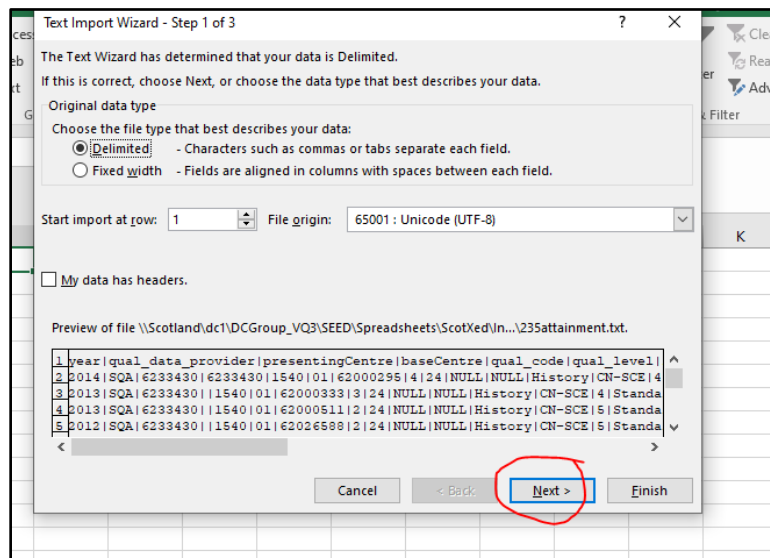 Text Import Wizard - Step 1 of 3 ?
The Text Wizard has determined that your data is Delimited.
If this is correct, choose Next, or choose the data type that best describes your data.
Original data type
Choose the file type that best describes your data:
Delimited - Characters such as commas or tabs separate each field.
Fixed width - Fields are aligned in columns with spaces between each field.
Start import at row: 1 File origin: 65001 : Unicode (UTF-8)
My data has headers.
Preview of file \\Scotland\dc1\DCGroup_VQ3\SEED\Spreadsheets\ScotXed\In...\235attainment.txt.
1 year|qual_data_provider|presentingCentre|baseCentre|qual_code|qual_level|
2 2014|SQA|6233430|6233430|1540|01|62000295|4|24|NULL|NULL|History|CN-SCE|4
3 2013|SQA|6233430||1540|01|62000333|3|24|NULL|NULL|History|CN-SCE|4|Standa
4 2013|SQA|6233430||1540|01|62000511|2|24|NULL|NULL|History|CN-SCE|5|Standa
5 2012|SQA|6233430||1540|01|62026588|2|24|NULL|NULL|History|CN-SCE|5|Standa
Cancel < Back Next > Finish
ces
eb
ct
G
Clea
Rea
Adv
er
& Filter
K